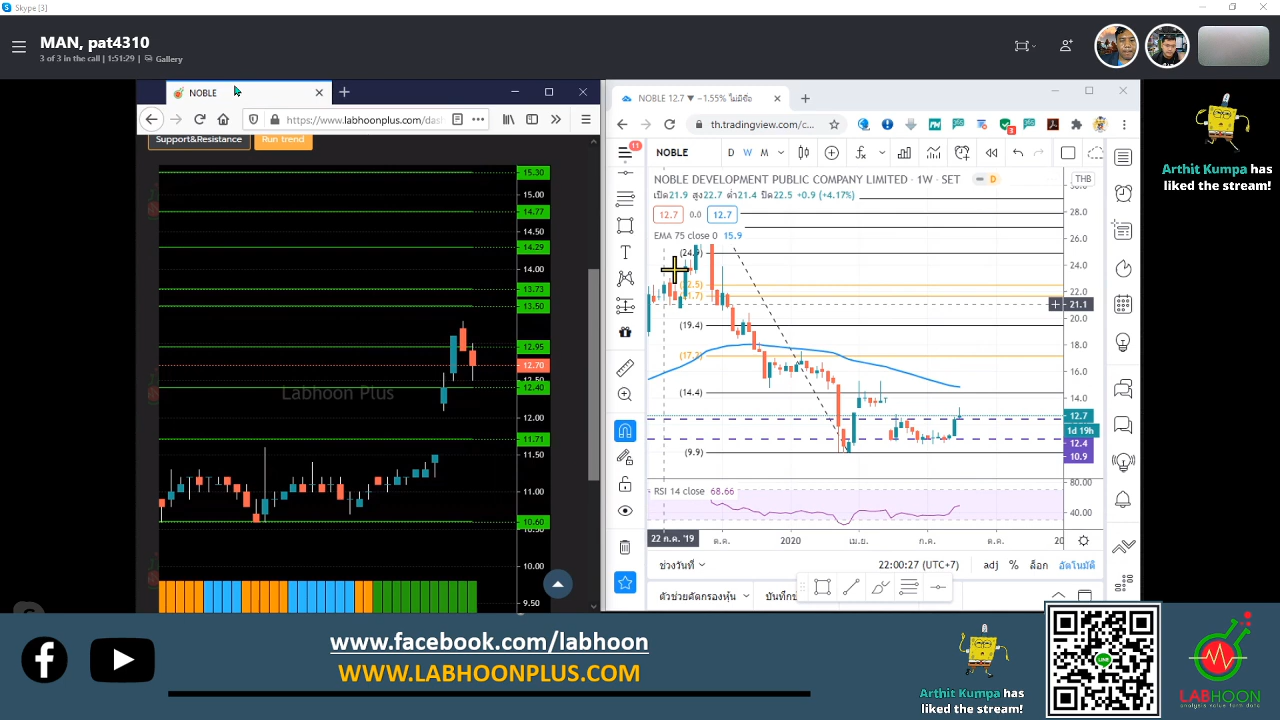 Skype [3]
MAN, pat4310
3 of 3 in the call | 1:51:29 | Gallery
NOBLE
https://www.labhoonplus.com/das
Support&Resistance
Run trend
15.30
15.00
14.77
14.50
14.29
14.00
13.73
13.50
12.95
12.70
12.50
12.40
12.00
11.71
11.50
11.00
10.60
10.50
10.00
9.50
Labhoon Plus
NOBLE 12.7 ▼ −1.55% ไม่มีชื่อ
th.tradingview.com/c...
3
11
NOBLE
D
W
M
NOBLE DEVELOPMENT PUBLIC COMPANY LIMITED · 1W · SET
D
THB
เปิด21.9 สูง22.7 ต่ำ21.4 ปิด22.5 +0.9 (+4.17%)
12.7
0.0
12.7
EMA 75 close 0 15.9
(19.4)
(14.4)
(9.9)
28.0
26.0
24.0
22.0
21.1
20.0
18.0
16.0
14.0
12.7
1d 19h
12.4
10.9
RSI 14 close 68.66
80.00
40.00
22 ก.ค. '19
ต.ค.
2020
เม.ย.
ก.ค.
ต.ค.
20
ช่วงวันที่
22:00:27 (UTC+7)
adj
%
ล็อก
อัตโนมัติ
ตัวช่วยคัดกรองหุ้น
Arthit Kumpa has
liked the stream!
www.facebook.com/labhoon
WWW.LABHOONPLUS.COM
Arthit Kumpa has
liked the stream!
LINE
LABHOON
analysis value form data